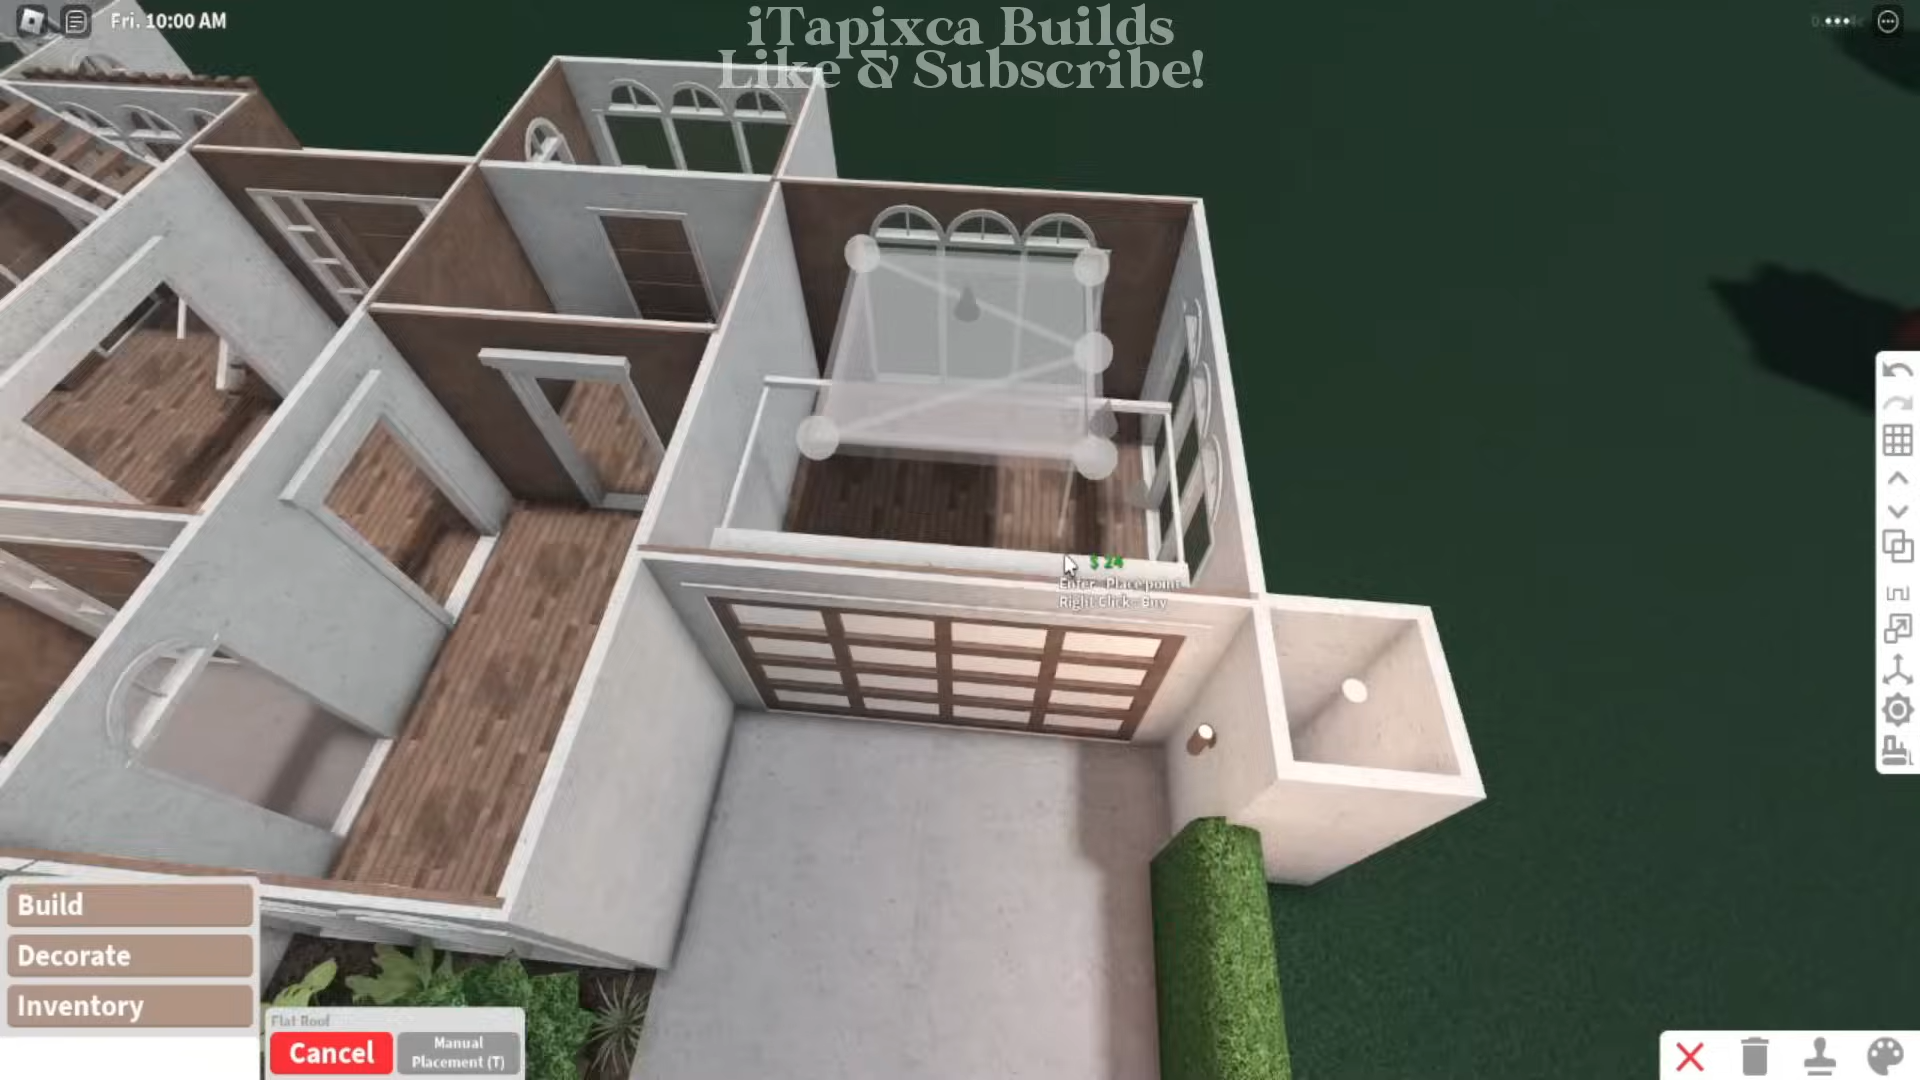 Fri. 10:00 AM
iTapixca Builds
Like & Subscribe!
$ 24
Enter - Place point
Right Click - Buy
Build
Decorate
Inventory
Flat Roof
Cancel
Manual
Placement (T)